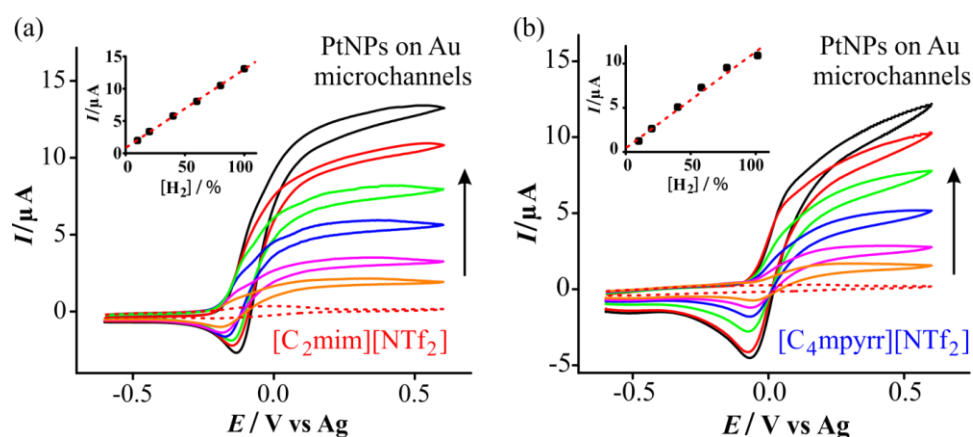 (a)
PtNPs on Au
microchannels
I/µA
15
10
5
0
0
50
100
[H₂] / %
I/µA
15
10
5
0
[C₂mim][NTf₂]
-0.5
0.0
0.5
E / V vs Ag
(b)
PtNPs on Au
microchannels
I/µA
10
5
0
0
50
100
[H₂] / %
I/µA
15
10
5
0
-5
[C₄mpyrr][NTf₂]
-0.5
0.0
0.5
E / V vs Ag